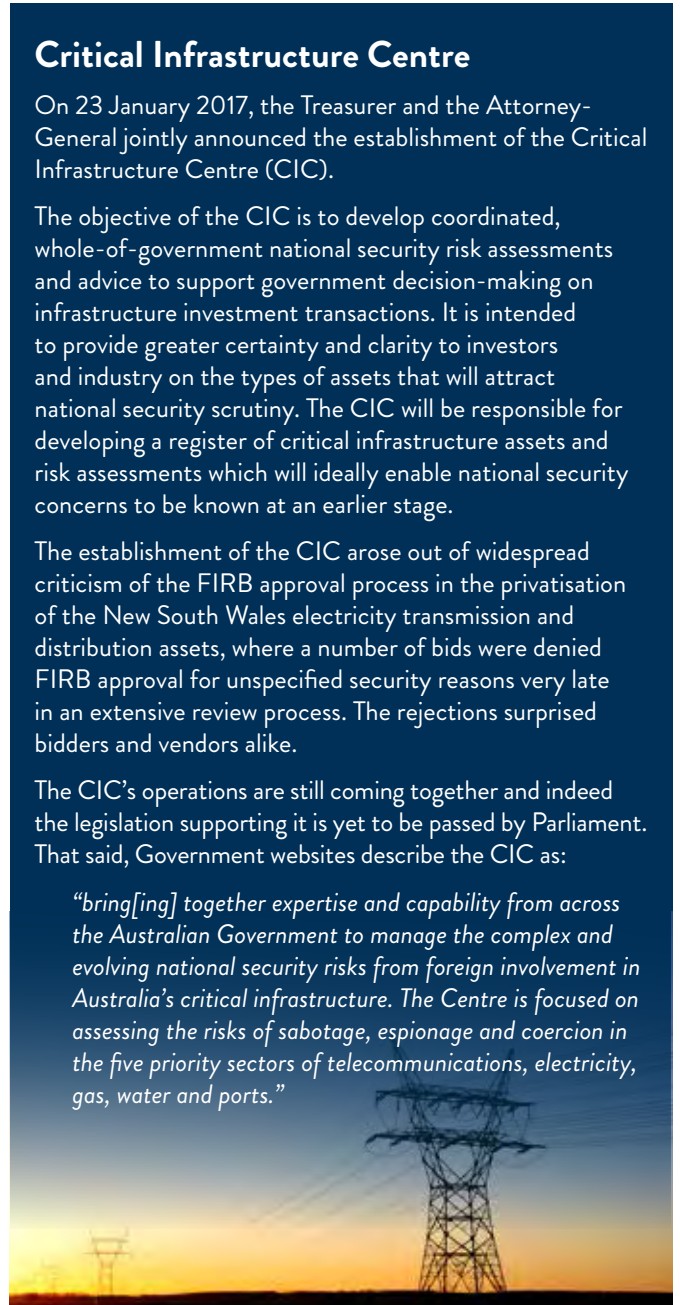 Critical Infrastructure Centre
On 23 January 2017, the Treasurer and the Attorney-
General jointly announced the establishment of the Critical
Infrastructure Centre (CIC).
The objective of the CIC is to develop coordinated,
whole-of-government national security risk assessments
and advice to support government decision-making on
infrastructure investment transactions. It is intended
to provide greater certainty and clarity to investors
and industry on the types of assets that will attract
national security scrutiny. The CIC will be responsible for
developing a register of critical infrastructure assets and
risk assessments which will ideally enable national security
concerns to be known at an earlier stage.
The establishment of the CIC arose out of widespread
criticism of the FIRB approval process in the privatisation
of the New South Wales electricity transmission and
distribution assets, where a number of bids were denied
FIRB approval for unspecified security reasons very late
in an extensive review process. The rejections surprised
bidders and vendors alike.
The CIC’s operations are still coming together and indeed
the legislation supporting it is yet to be passed by Parliament.
That said, Government websites describe the CIC as:
“bring[ing] together expertise and capability from across
the Australian Government to manage the complex and
evolving national security risks from foreign involvement in
Australia’s critical infrastructure. The Centre is focused on
assessing the risks of sabotage, espionage and coercion in
the five priority sectors of telecommunications, electricity,
gas, water and ports.”